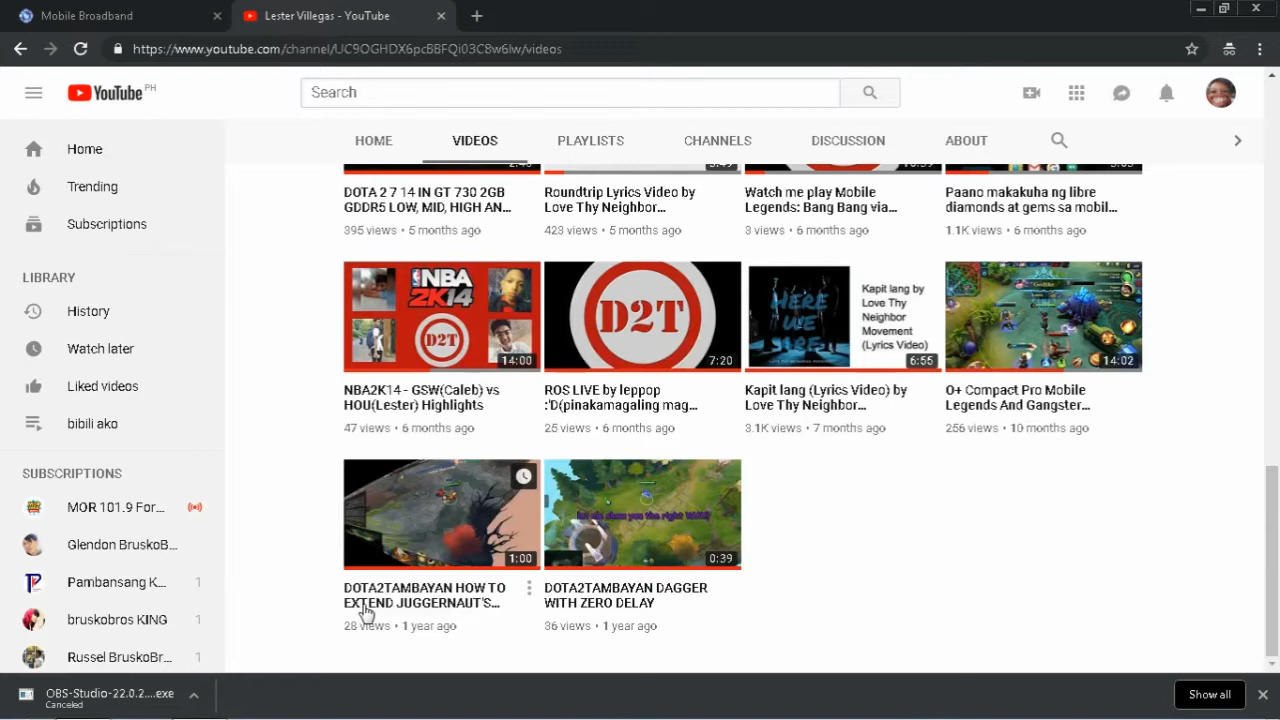 Mobile Broadband
Lester Villegas - YouTube
https://www.youtube.com/channel/UC9OGHDX6pcBBFQi03C8w6lw/videos
YouTube PH
Search
HOME VIDEOS PLAYLISTS CHANNELS DISCUSSION ABOUT
Home
Trending
Subscriptions
LIBRARY
History
Watch later
Liked videos
bibili ako
SUBSCRIPTIONS
MOR 101.9 For...
Glendon BruskoB...
Pambansang K... 1
bruskobros KING 1
Russel BruskoBr... 1
DOTA 2 7 14 IN GT 730 2GB
GDDR5 LOW, MID, HIGH AN...
395 views • 5 months ago
Roundtrip Lyrics Video by
Love Thy Neighbor...
423 views • 5 months ago
Watch me play Mobile
Legends: Bang Bang via...
3 views • 6 months ago
Paano makakuha ng libre
diamonds at gems sa mobil...
1.1K views • 6 months ago
NBA
2K14
D2T
14:00
NBA2K14 - GSW(Caleb) vs
HOU(Lester) Highlights
47 views • 6 months ago
D2T
7:20
ROS LIVE by leppop
:'D(pinakamagaling mag...
25 views • 6 months ago
HERE
WE
Kapit lang by
Love Thy
Neighbor
Movement
(Lyrics Video)
6:55
Kapit lang (Lyrics Video) by
Love Thy Neighbor...
3.1K views • 7 months ago
14:02
O+ Compact Pro Mobile
Legends And Gangster...
256 views • 10 months ago
1:00
DOTA2TAMBAYAN HOW TO
EXTEND JUGGERNAUT'S...
28 views • 1 year ago
let me show you the right
0:39
DOTA2TAMBAYAN DAGGER
WITH ZERO DELAY
36 views • 1 year ago
OBS-Studio-22.0.2....exe
Canceled
Show all